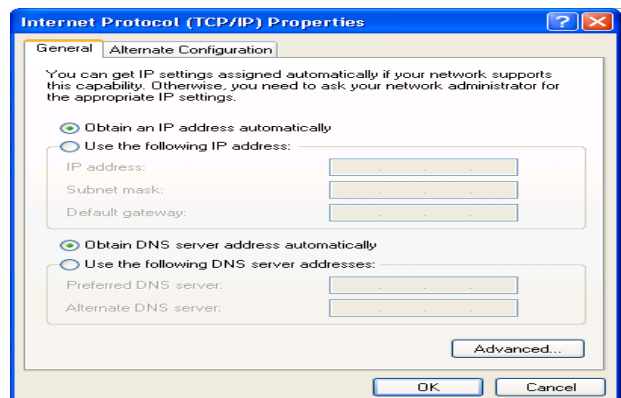 Internet Protocol (TCP/IP) Properties
General
Alternate Configuration
You can get IP settings assigned automatically if your network supports
this capability. Otherwise, you need to ask your network administrator for
the appropriate IP settings.
Obtain an IP address automatically
Use the following IP address:
IP address:
Subnet mask:
Default gateway:
Obtain DNS server address automatically
Use the following DNS server addresses:
Preferred DNS server:
Alternate DNS server:
Advanced...
OK
Cancel